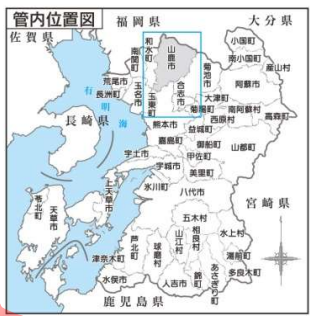 管内位置図
福岡県
大分県
佐賀県
小国町
南小国町
産山村
和水町
南関町
山鹿市
菊池市
阿蘇市
荒尾市
長洲町
玉名市
玉東町
合志市
大津町
菊陽町
南阿蘇村
高森町
西原村
有明海
長崎県
熊本市
益城町
嘉島町
御船町
山都町
宇土市
甲佐町
宇城市
美里町
上天草市
氷川町
八代市
宮崎県
苓北町
天草市
五木村
芦北町
球磨村
山江村
相良村
水上村
湯前町
津奈木町
多良木町
水俣市
人吉市
錦町
あさぎり町
鹿児島県